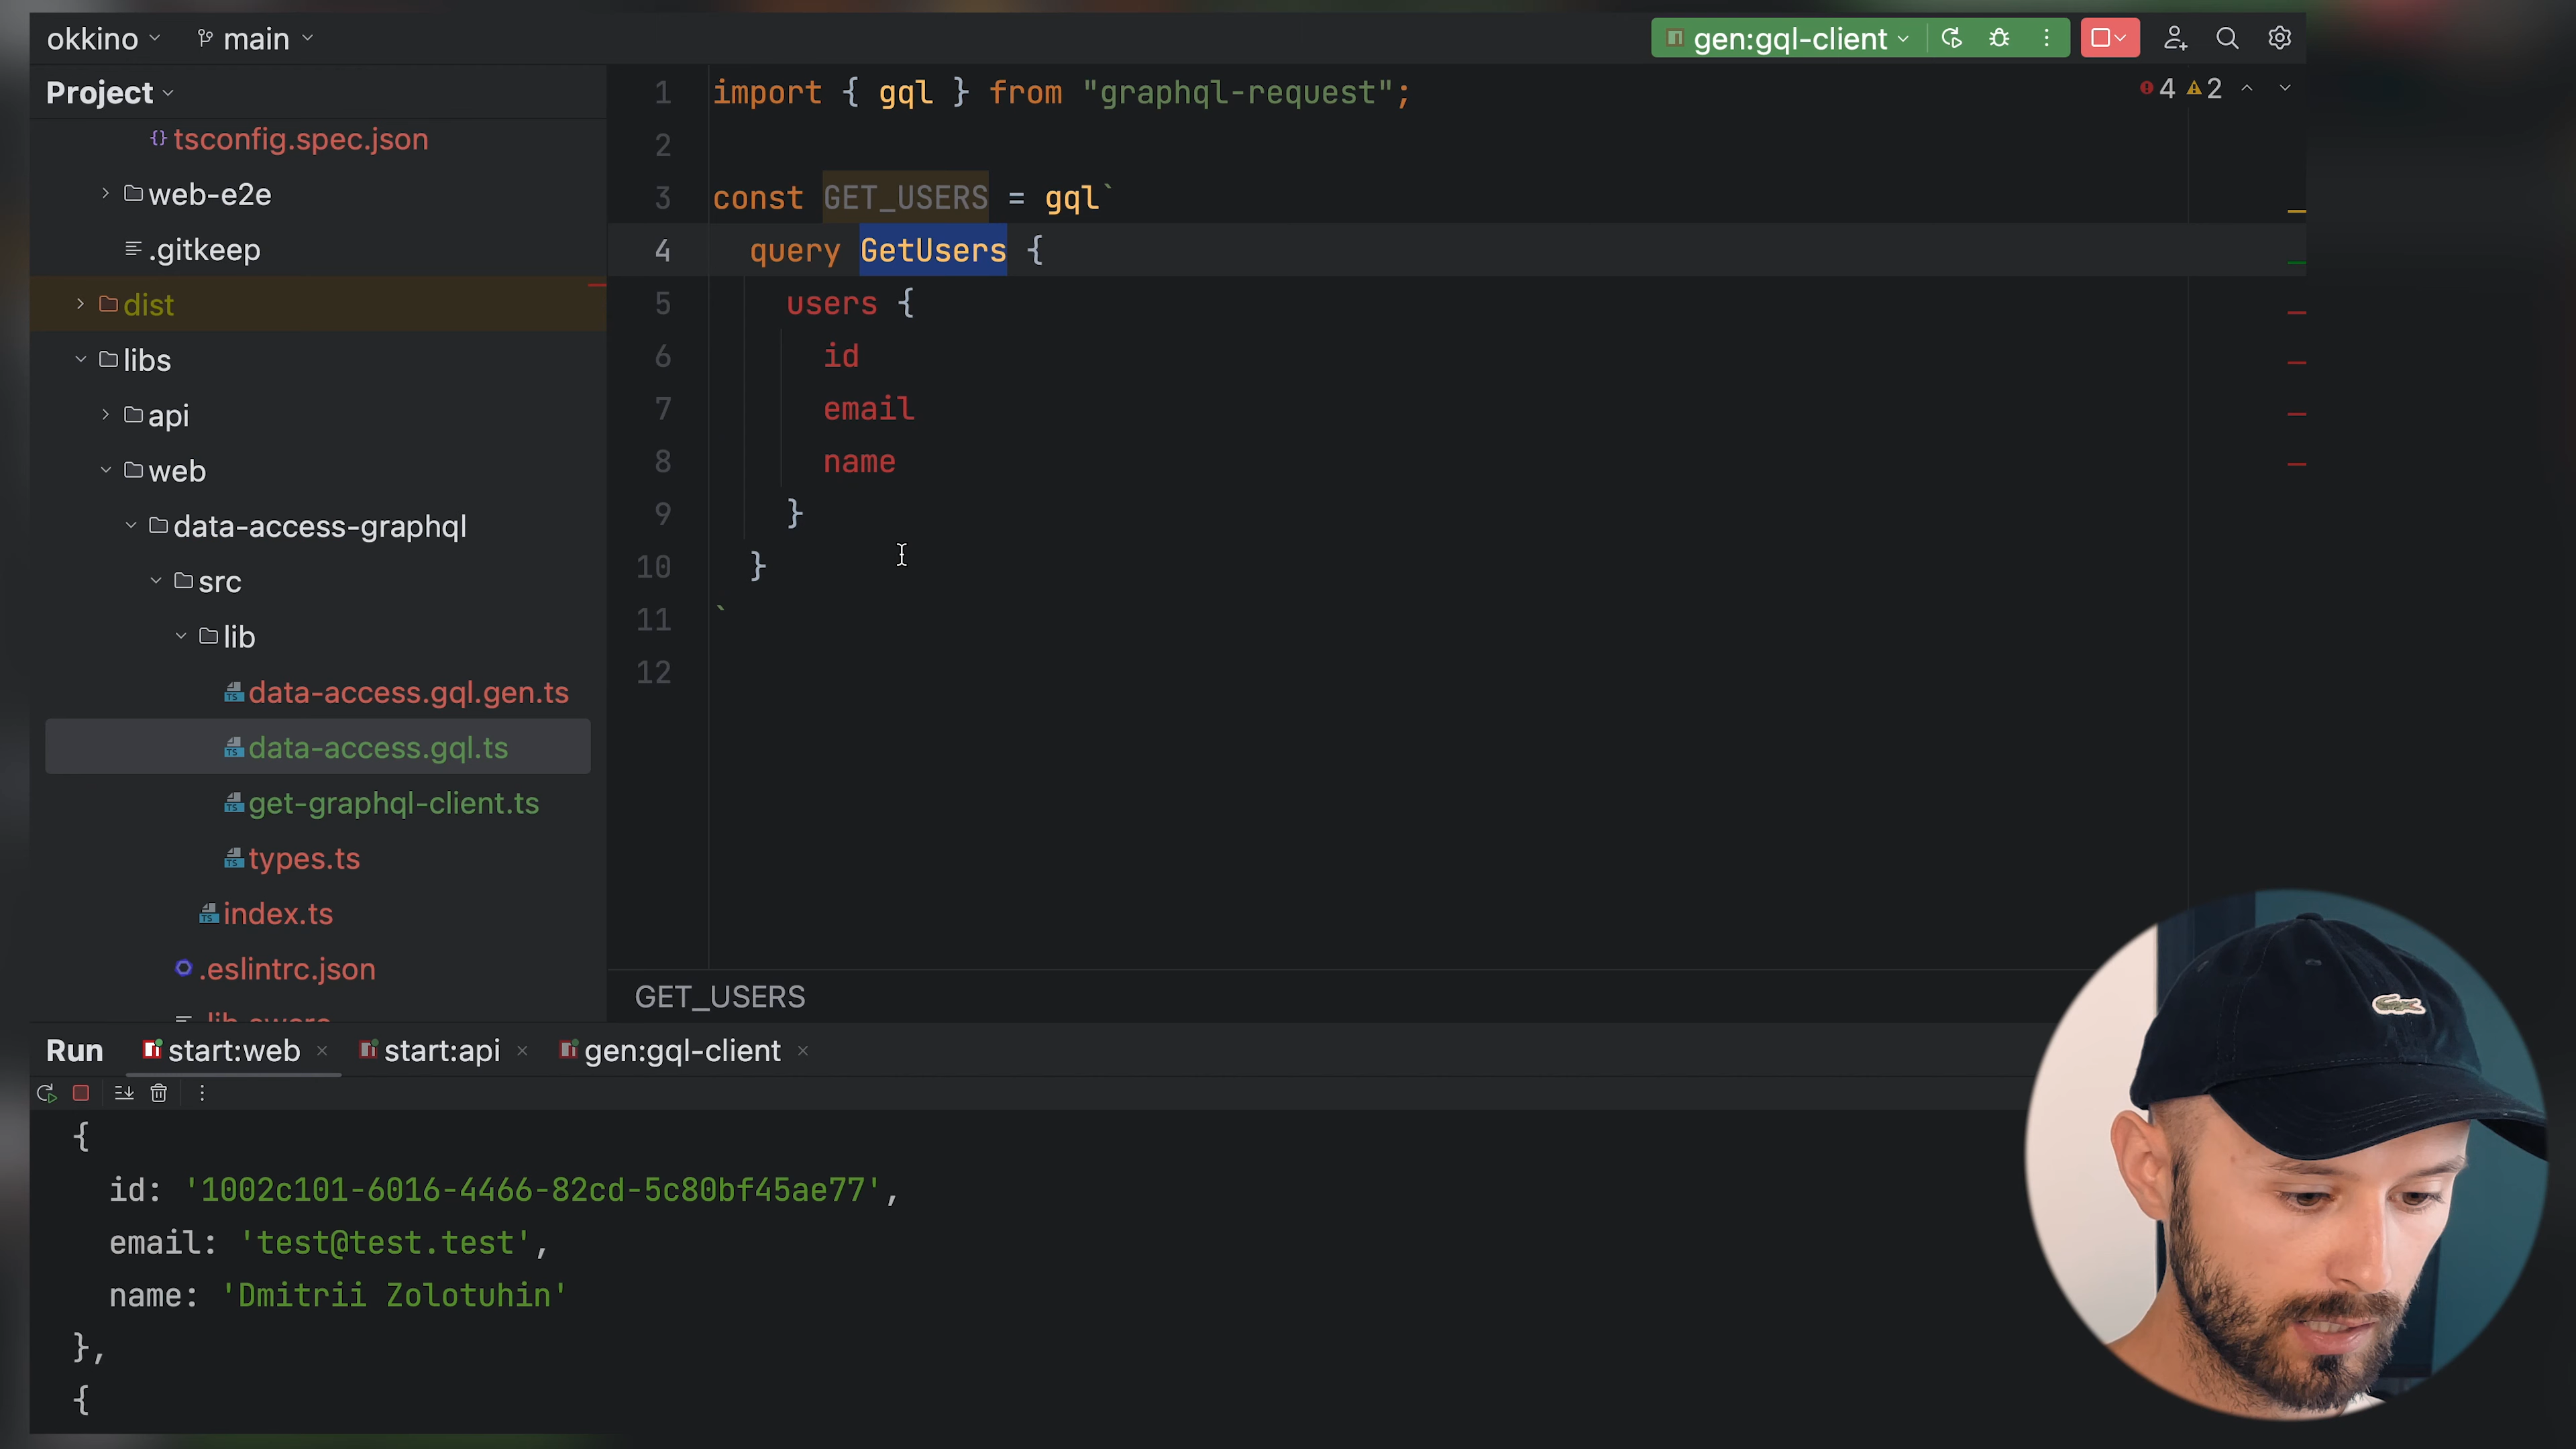 okkino main gen:gql-client
Project
tsconfig.spec.json
web-e2e
.gitkeep
dist
libs
api
web
data-access-graphql
src
lib
data-access.gql.gen.ts
data-access.gql.ts
get-graphql-client.ts
types.ts
index.ts
.eslintrc.json
4 2
1 import { gql } from "graphql-request";
2
3 const GET_USERS = gql`
4 query GetUsers {
5 users {
6 id
7 email
8 name
9 }
10 }
11 `
12
GET_USERS
Run start:web start:api gen:gql-client
{
id: '1002c101-6016-4466-82cd-5c80bf45ae77',
email: 'test@test.test',
name: 'Dmitrii Zolotuhin'
},
{